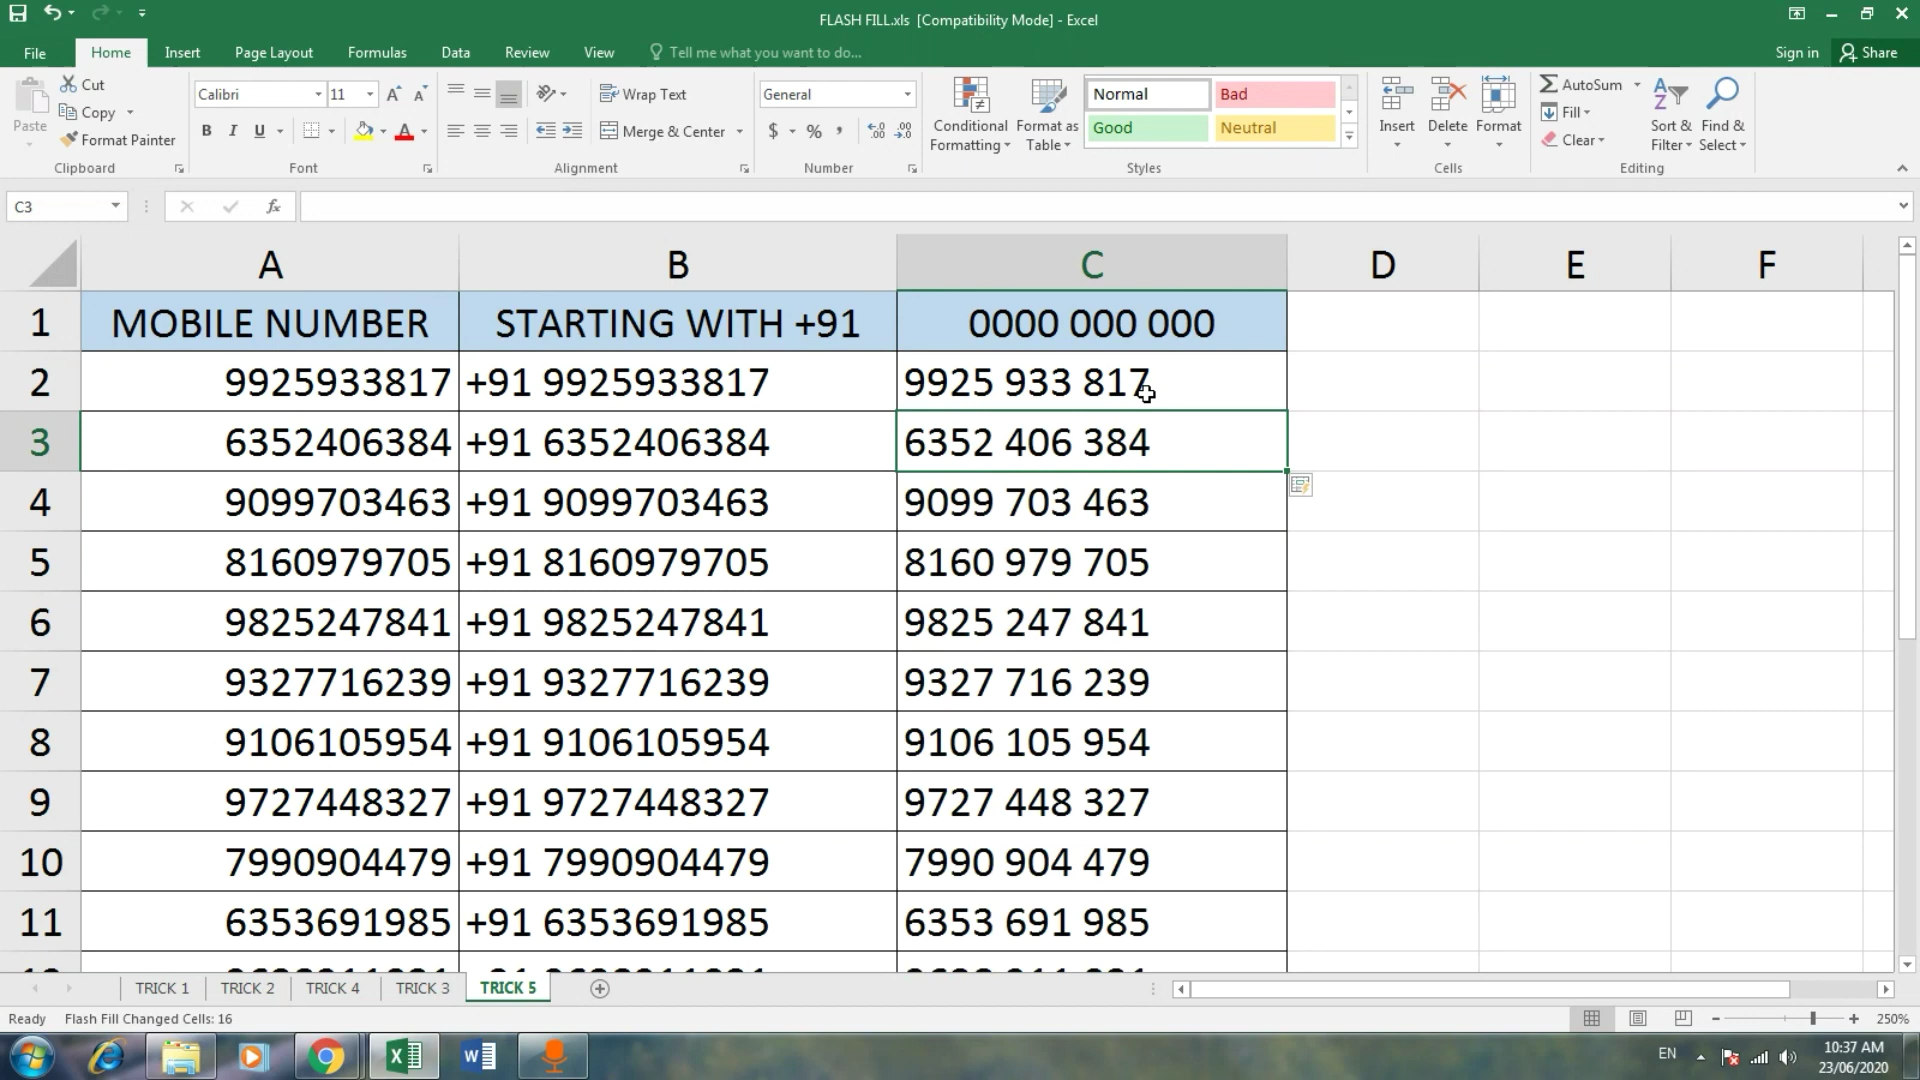 FLASH FILL.xls [Compatibility Mode] - Excel
File Home Insert Page Layout Formulas Data Review View Tell me what you want to do... Sign in Share
Paste
Cut
Copy
Format Painter
Clipboard
Calibri 11
B I U
Font
Wrap Text
Merge & Center
Alignment
General
$ % ,
Number
Conditional Formatting
Format as Table
Normal Bad
Good Neutral
Styles
Insert Delete Format
Cells
AutoSum
Fill
Clear
Sort & Filter
Find & Select
Editing
C3 fx
A B C D E F
1 MOBILE NUMBER STARTING WITH +91 0000 000 000
2 9925933817 +91 9925933817 9925 933 817
3 6352406384 +91 6352406384 6352 406 384
4 9099703463 +91 9099703463 9099 703 463
5 8160979705 +91 8160979705 8160 979 705
6 9825247841 +91 9825247841 9825 247 841
7 9327716239 +91 9327716239 9327 716 239
8 9106105954 +91 9106105954 9106 105 954
9 9727448327 +91 9727448327 9727 448 327
10 7990904479 +91 7990904479 7990 904 479
11 6353691985 +91 6353691985 6353 691 985
TRICK 1 TRICK 2 TRICK 4 TRICK 3 TRICK 5
Ready Flash Fill Changed Cells: 16 250%
EN 10:37 AM
23/06/2020